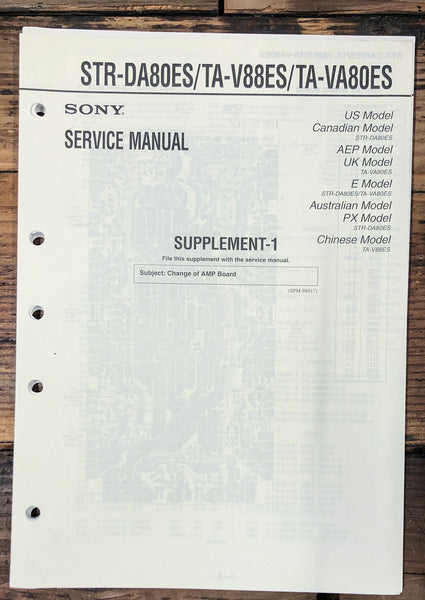 STR-DA80ES/TA-V88ES/TA-VA80ES
SONY.
SERVICE MANUAL
US Model
Canadian Model
STR-DA80ES
AEP Model
UK Model
TA-VA80ES
E Model
STR-DA80ES/TA-VA80ES
Australian Model
PX Model
STR-DA80ES
Chinese Model
TA-V88ES
SUPPLEMENT-1
File this supplement with the service manual.
Subject: Change of AMP Board
(SPM-98017)